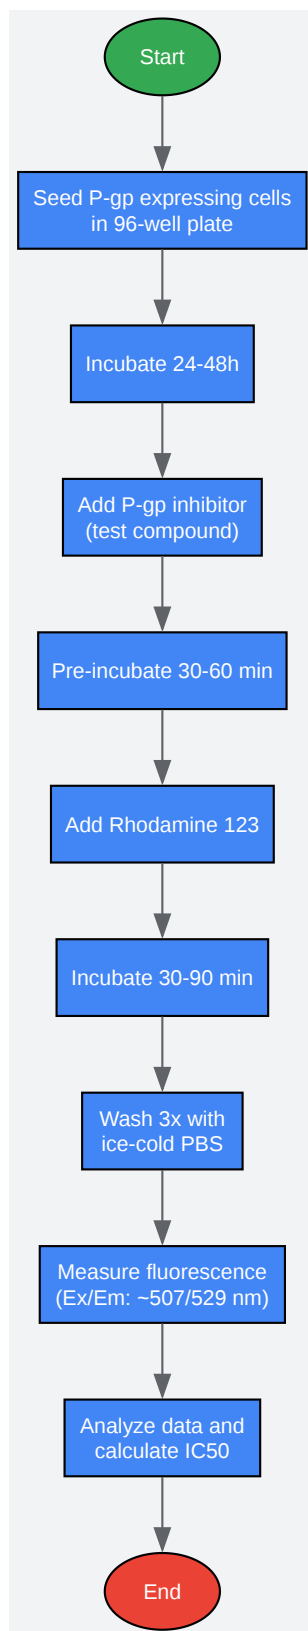 Start
Seed P-gp expressing cells
in 96-well plate
Incubate 24-48h
Add P-gp inhibitor
(test compound)
Pre-incubate 30-60 min
Add Rhodamine 123
Incubate 30-90 min
Wash 3x with
ice-cold PBS
Measure fluorescence
(Ex/Em: ~507/529 nm)
Analyze data and
calculate IC50
End